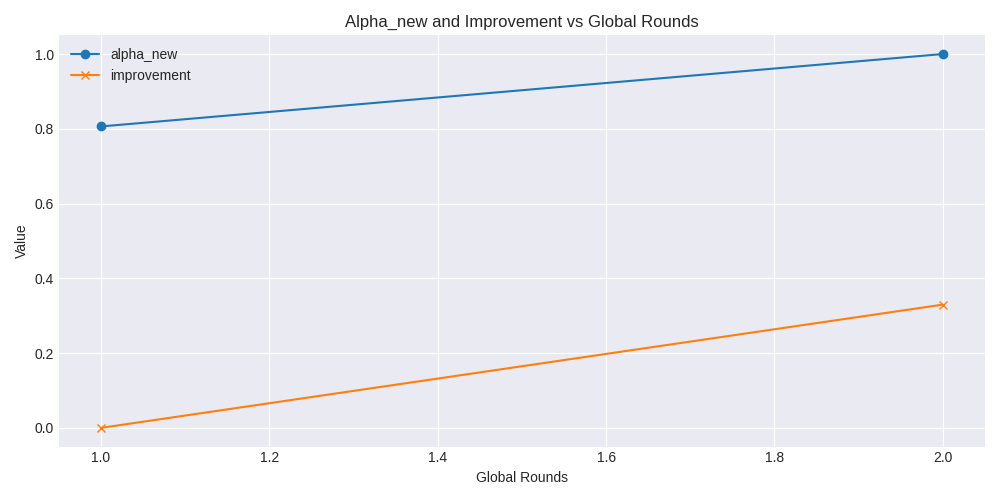 Alpha_new and Improvement vs Global Rounds
alpha_new
improvement
Value
1.0
0.8
0.6
0.4
0.2
0.0
1.0 1.2 1.4 1.6 1.8 2.0
Global Rounds